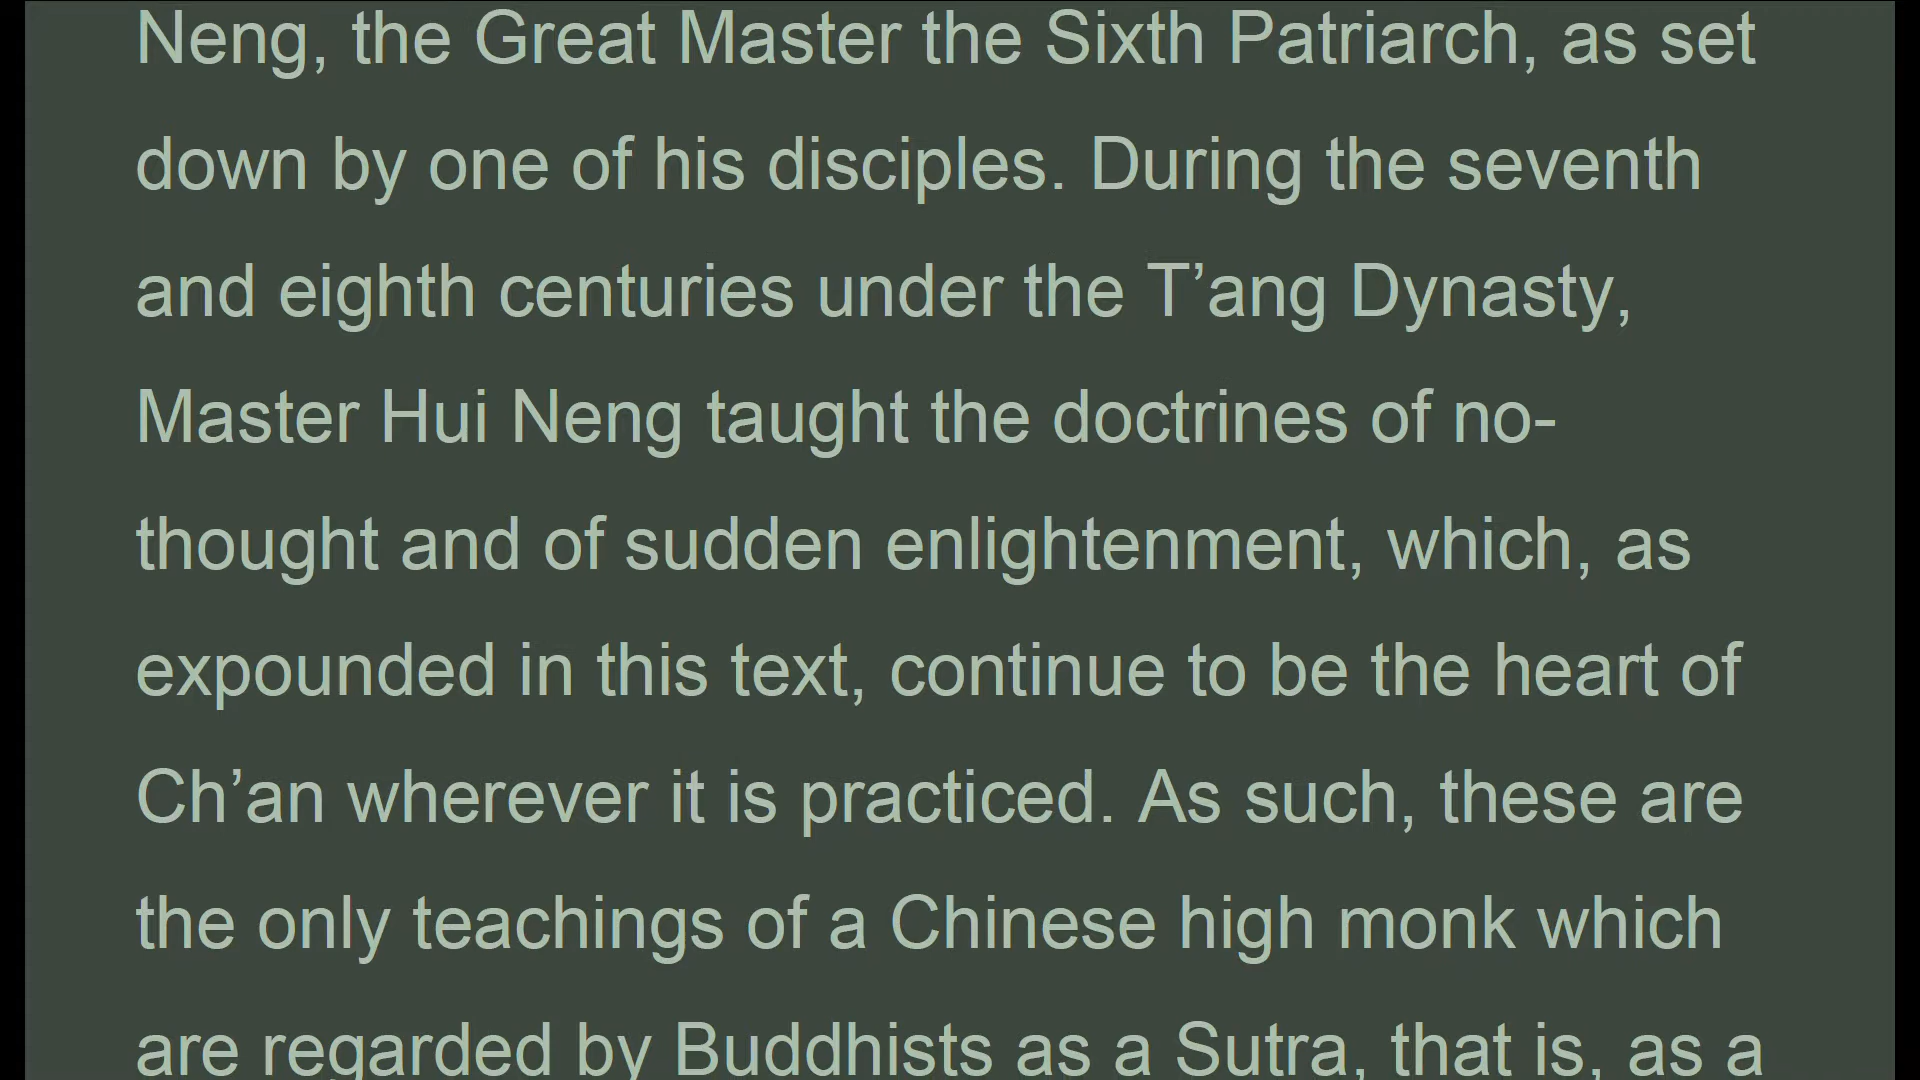 Neng, the Great Master the Sixth Patriarch, as set
down by one of his disciples. During the seventh
and eighth centuries under the T’ang Dynasty,
Master Hui Neng taught the doctrines of no-
thought and of sudden enlightenment, which, as
expounded in this text, continue to be the heart of
Ch’an wherever it is practiced. As such, these are
the only teachings of a Chinese high monk which
are regarded by Buddhists as a Sutra, that is, as a